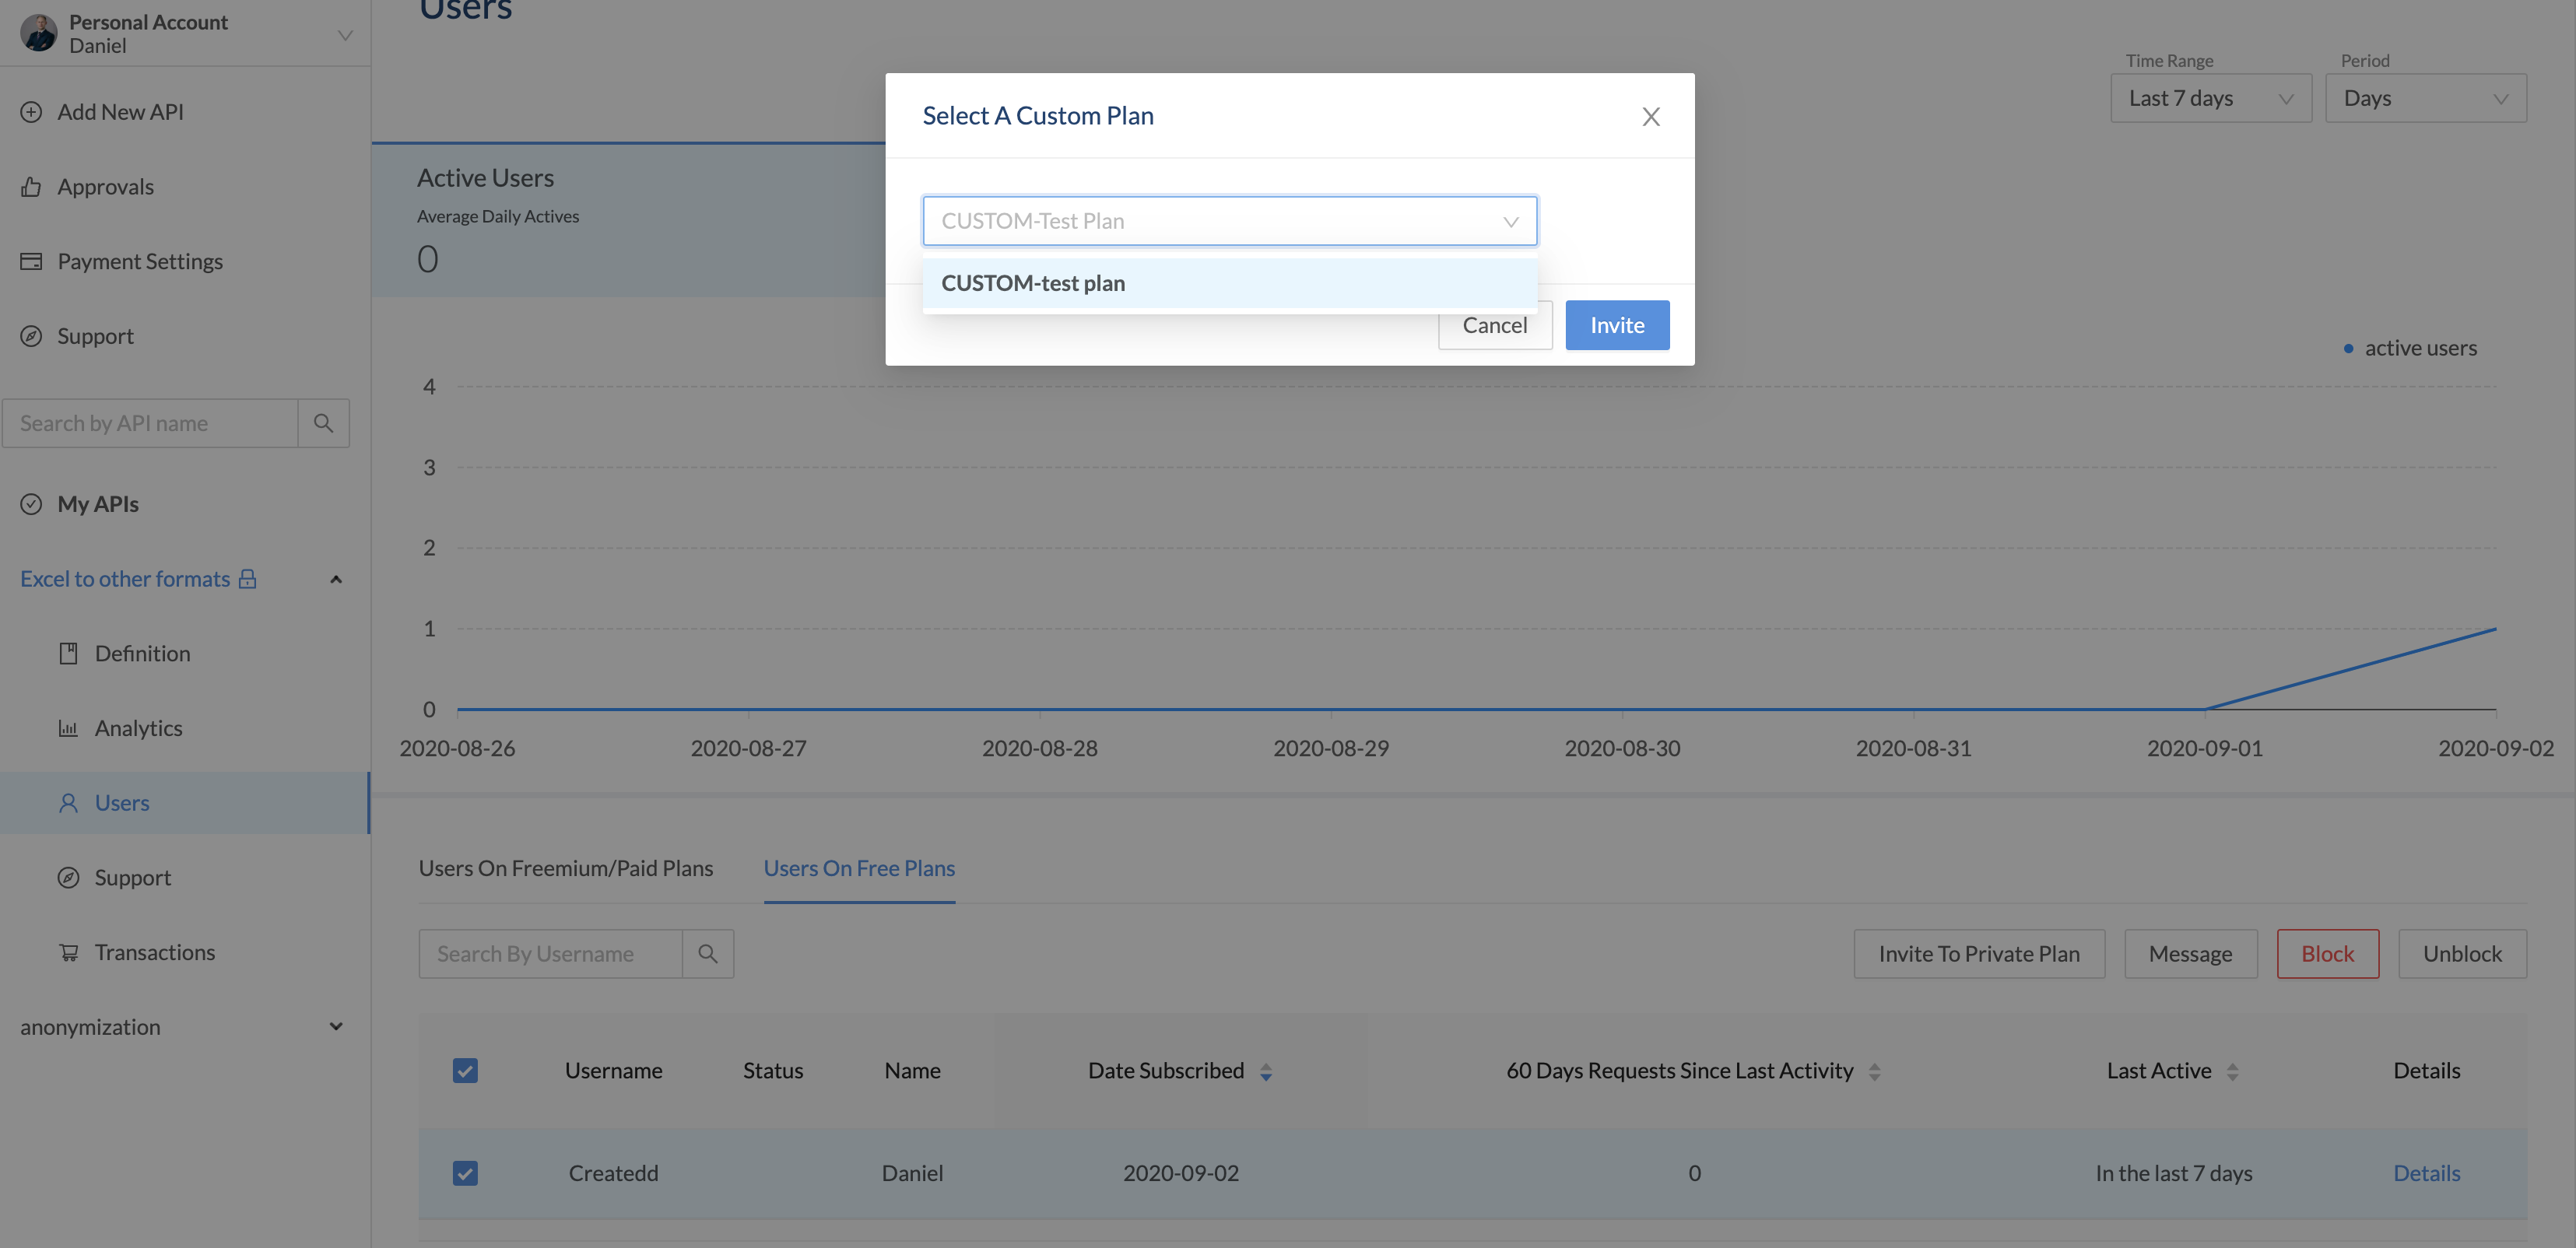 Personal Account
Daniel
Add New API
Approvals
Payment Settings
Support
Search by API name
My APIs
Excel to other formats
Definition
Analytics
Users
Support
Transactions
anonymization
Users
Time Range
Last 7 days
Period
Days
Active Users
Average Daily Actives
0
Select A Custom Plan
CUSTOM-Test Plan
CUSTOM-test plan
Cancel
Invite
active users
4
3
2
1
0
2020-08-26
2020-08-27
2020-08-28
2020-08-29
2020-08-30
2020-08-31
2020-09-01
2020-09-02
Users On Freemium/Paid Plans
Users On Free Plans
Search By Username
Invite To Private Plan
Message
Block
Unblock
Username
Status
Name
Date Subscribed
60 Days Requests Since Last Activity
Last Active
Details
Createdd
Daniel
2020-09-02
0
In the last 7 days
Details